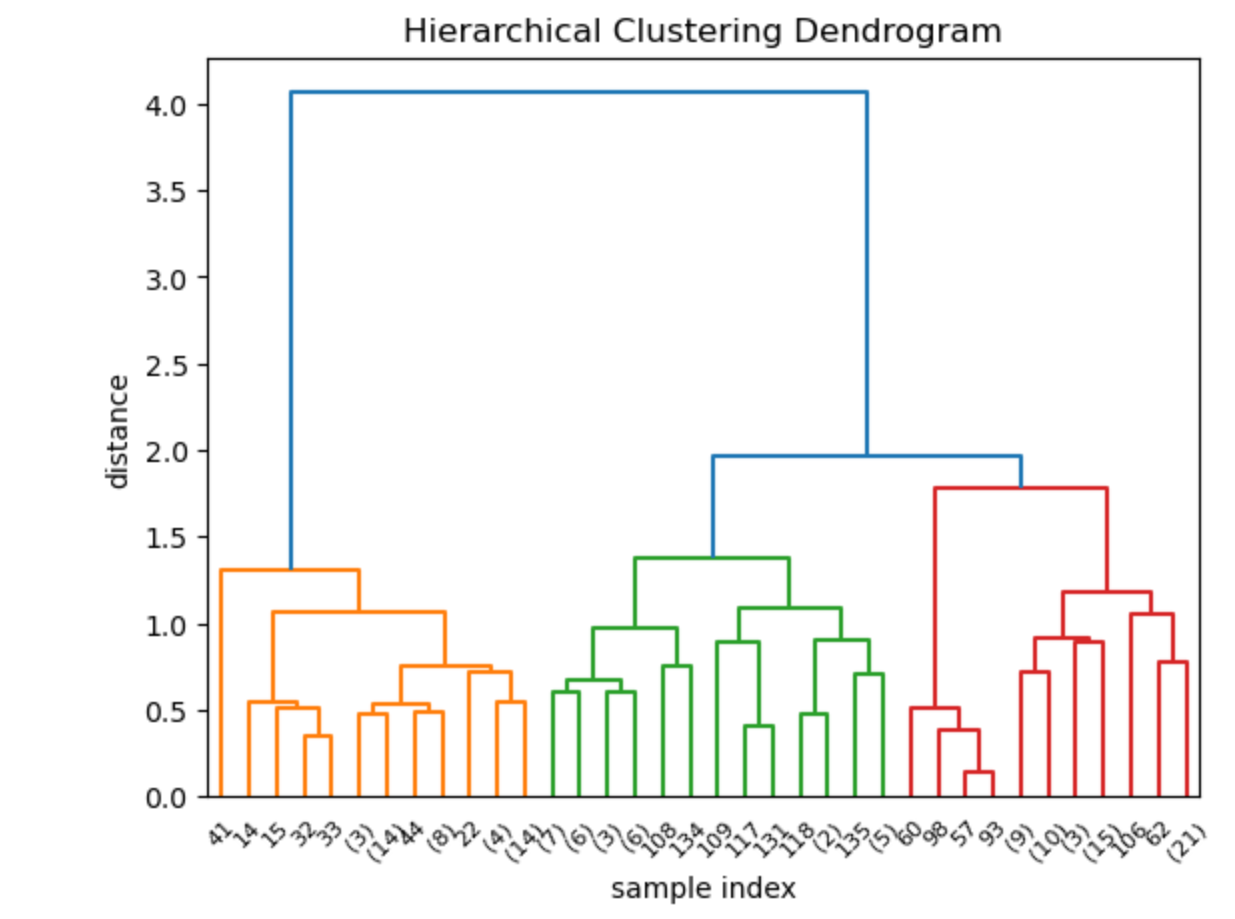 Hierarchical Clustering Dendrogram
4.0
3.5
3.0
2.5
2.0
1.5
1.0
0.5
0.0
distance
41 14 15 32 33 (3) (14) 44 (8) 22 (4) (14) (7) (6) (3) (6) 108 134 109 117 131 118 (2) 135 (5) 60 98 57 93 (9) (10) (3) (15) 106 62 (21)
sample index